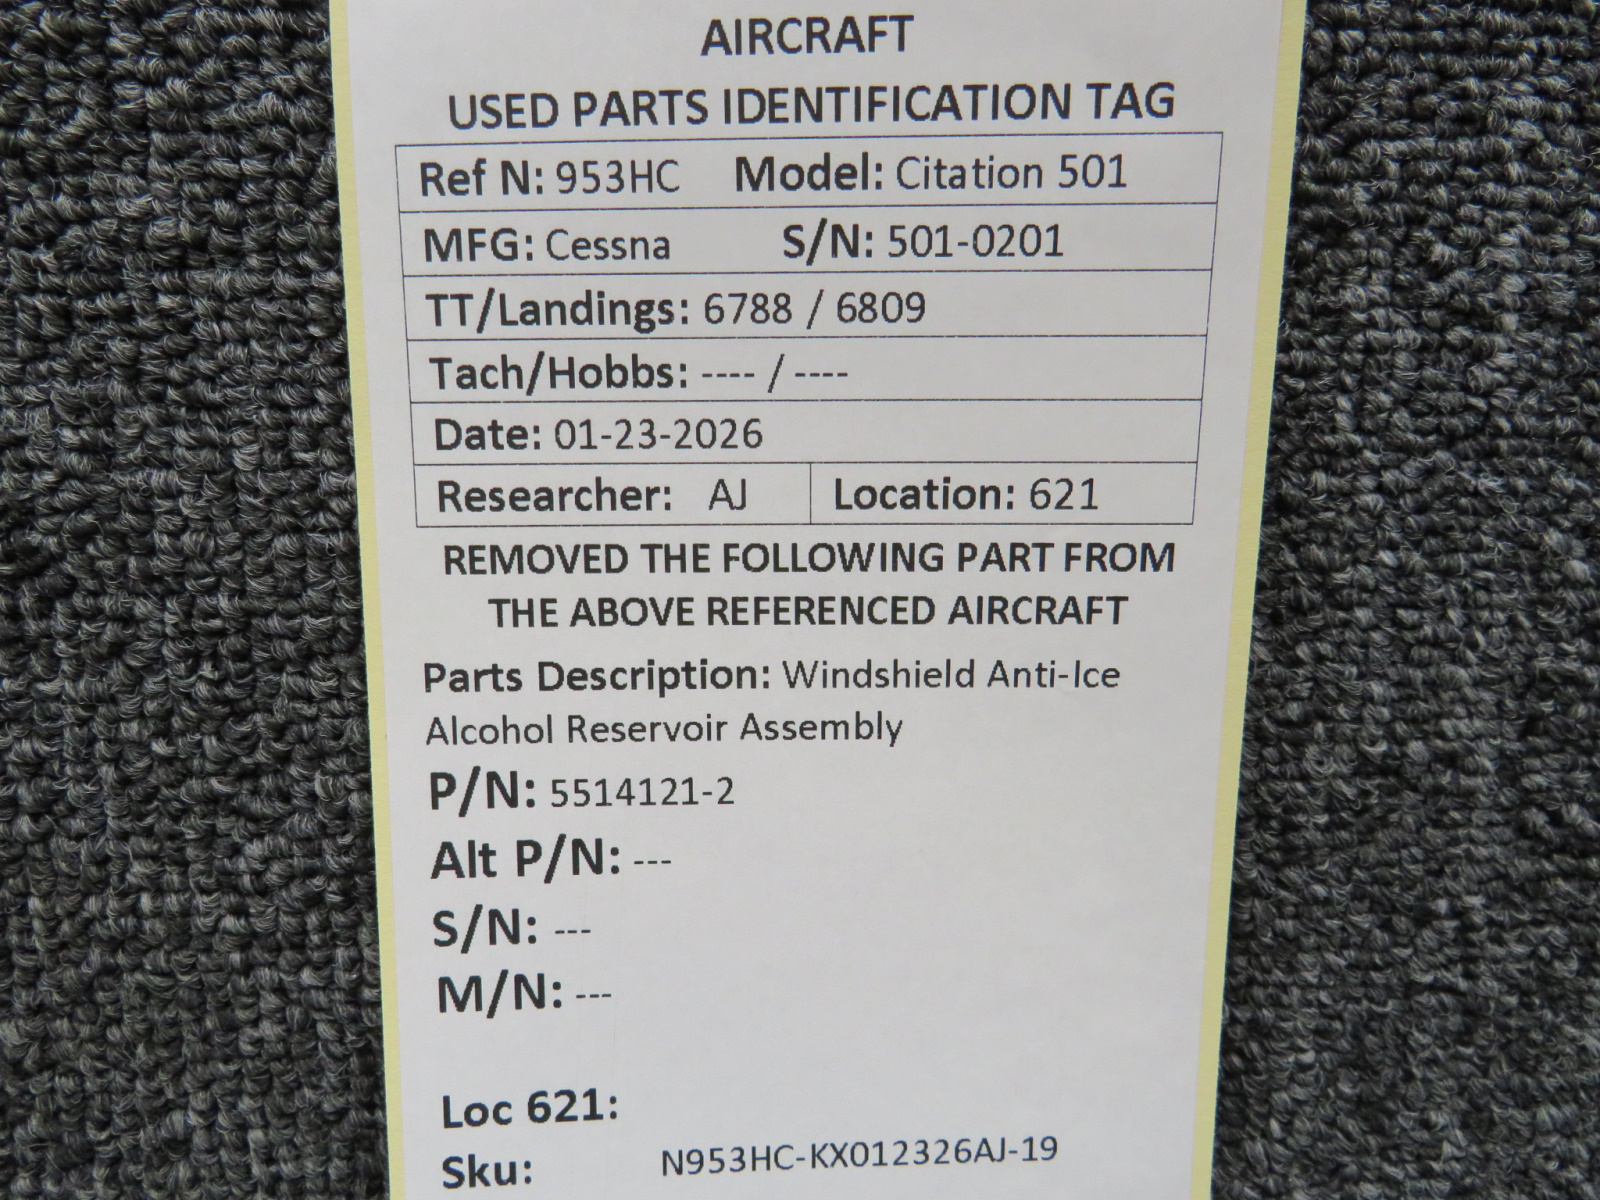 AIRCRAFT
USED PARTS IDENTIFICATION TAG
Ref N: 953HC Model: Citation 501
MFG: Cessna S/N: 501-0201
TT/Landings: 6788 / 6809
Tach/Hobbs: ---- / ----
Date: 01-23-2026
Researcher: AJ Location: 621
REMOVED THE FOLLOWING PART FROM
THE ABOVE REFERENCED AIRCRAFT
Parts Description: Windshield Anti-Ice
Alcohol Reservoir Assembly
P/N: 5514121-2
Alt P/N: ---
S/N: ---
M/N: ---
Loc 621:
Sku: N953HC-KX012326AJ-19